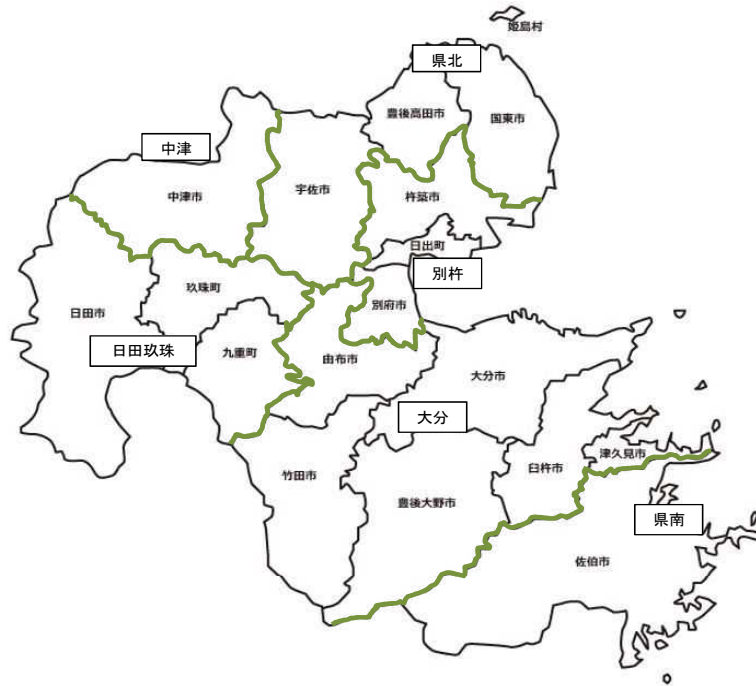 姫島村
県北
豊後高田市
国東市
中津
中津市
宇佐市
杵築市
日出町
別杵
玖珠町
別府市
日田市
日田玖珠
九重町
由布市
大分市
大分
竹田市
臼杵市
津久見市
豊後大野市
県南
佐伯市